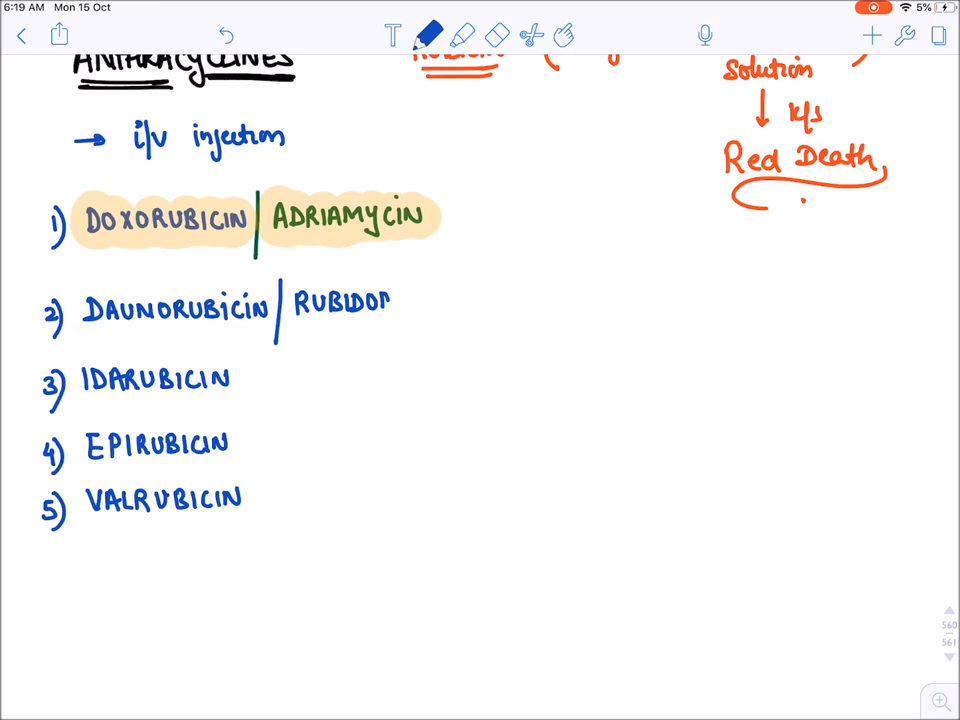 6:19 AM Mon 15 Oct
5%
T
ANTHRACYCLINES
solution
k/s
Red Death
→ i/v injection
1) DOXORUBICIN | ADRIAMYCIN
2) DAUNORUBICIN | RUBIDOM
3) IDARUBICIN
4) EPIRUBICIN
5) VALRUBICIN
560
561